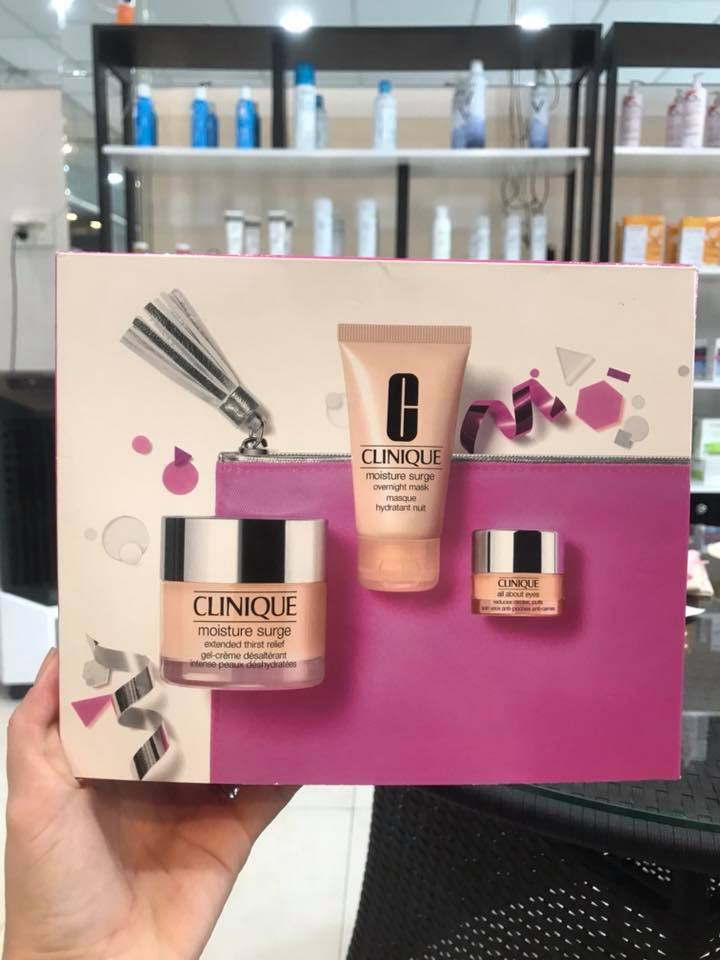 C
CLINIQUE
moisture surge
overnight mask
masque
hydratant nuit
CLINIQUE
moisture surge
extended thirst relief
gel-crème désaltérant
intense peaux déshydratées
CLINIQUE
all about eyes
reduces circles, puffs
soin yeux anti-poches anti-cernes